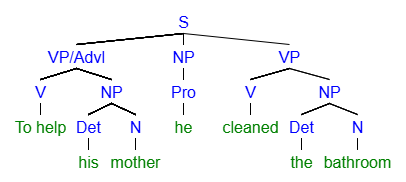 S
VP/Advl NP VP
V NP Pro V NP
To help Det N he cleaned Det N
his mother the bathroom